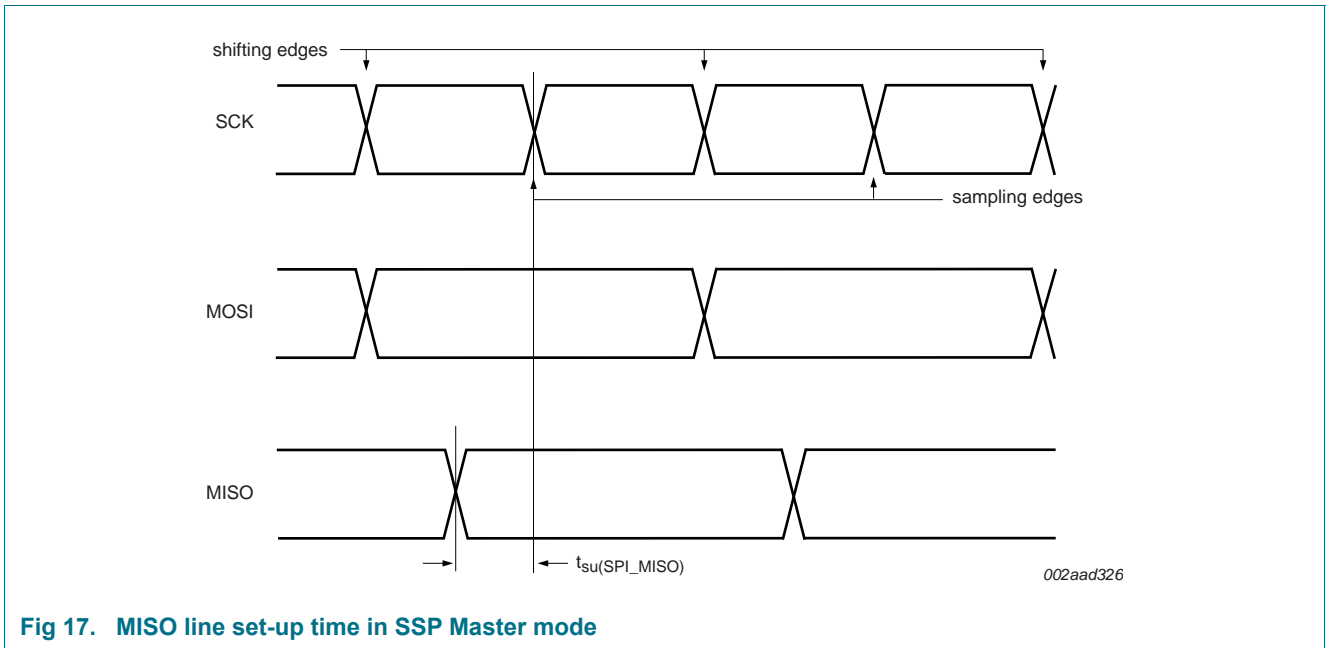 shifting edges
SCK
sampling edges
MOSI
MISO
tsu(SPI_MISO)
002aad326
Fig 17. MISO line set-up time in SSP Master mode